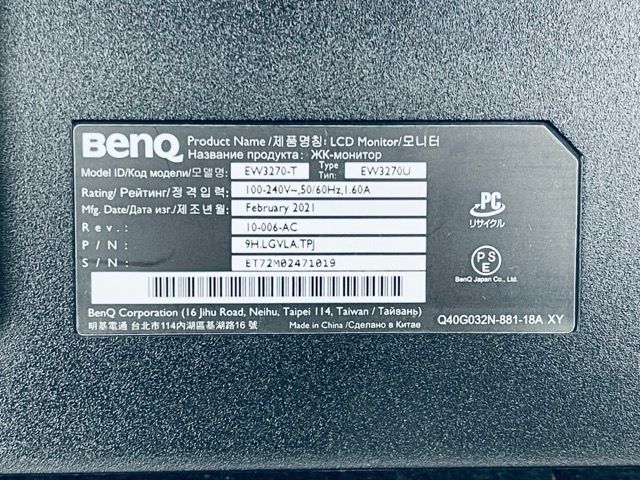 BenQ
Product Name /제품명칭: LCD Monitor/모니터
Название продукта: ЖК-монитор
Model ID/Код модели/모델명: EW3270-T Type Тип: EW3270U
Rating/ Рейтинг/정격입력: 100-240V~,50/60Hz,1.60A
Mfg. Date/Дата изг./제조년월: February 2021
Rev.: 10-006-AC
P/N: 9H.LGVLA.TPJ
S/N: ET72M02471019
BenQ Corporation (16 Jihu Road, Neihu, Taipei 114, Taiwan / Тайвань)
明基電通 台北市114內湖區基湖路16 號
Made in China /Сделано в Китае
PC
リサイクル
PSE
BenQ Japan Co., Ltd.
Q40G032N-881-18A XY